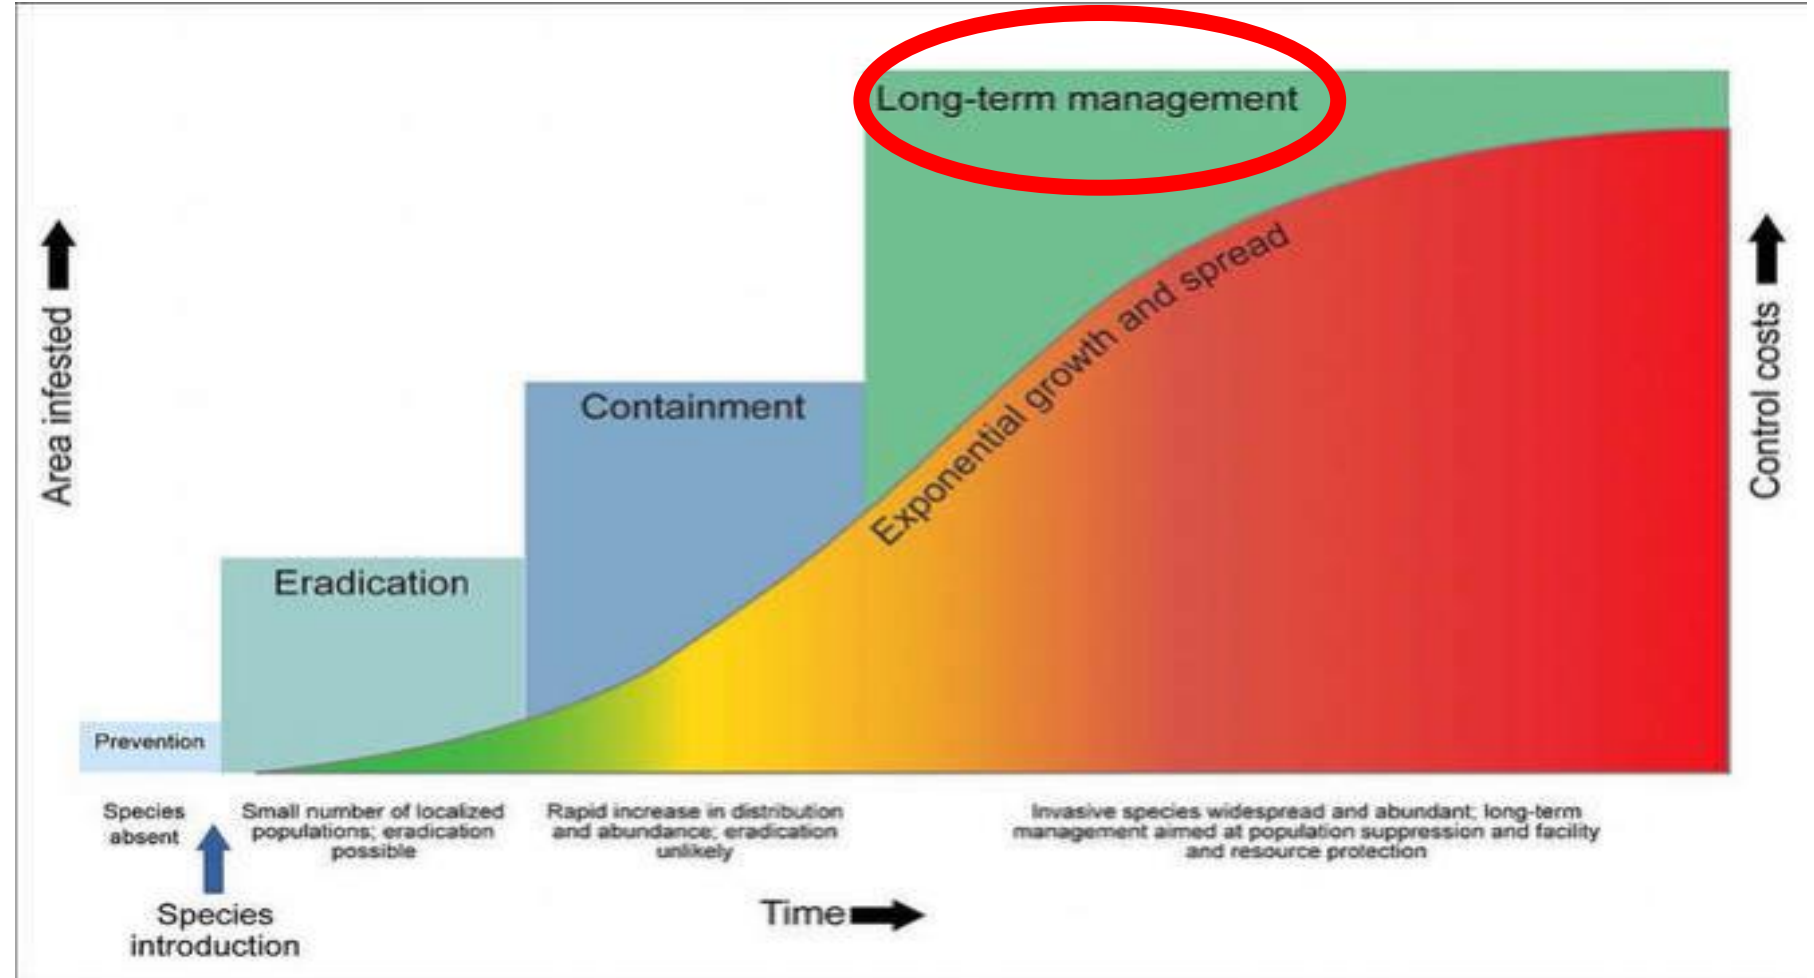 Long-term management
Containment
Eradication
Prevention
Exponential growth and spread
Area infested
Control costs
Species
absent
Small number of localized
populations; eradication
possible
Rapid increase in distribution
and abundance; eradication
unlikely
Invasive species widespread and abundant; long-term
management aimed at population suppression and facility
and resource protection
Species
introduction
Time